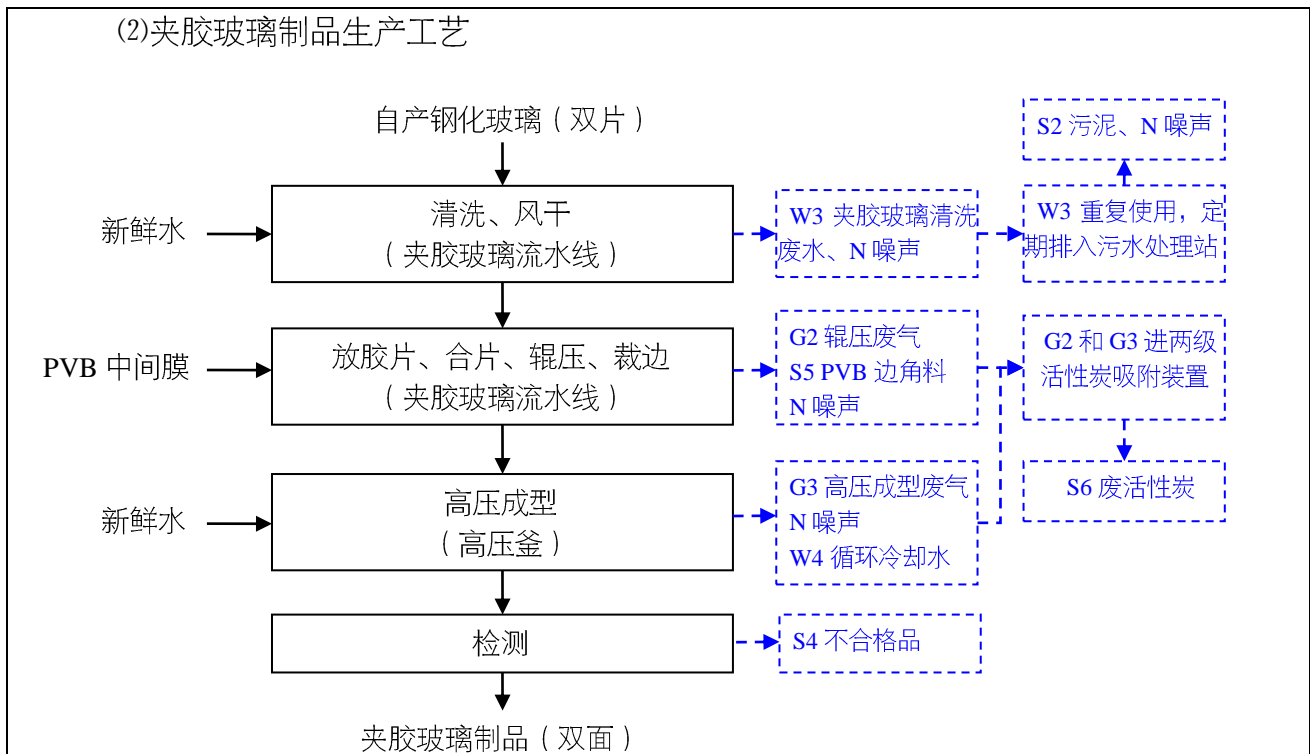 ⑵夹胶玻璃制品生产工艺
自产钢化玻璃（双片）
S2 污泥、N 噪声
新鲜水
清洗、风干
（夹胶玻璃流水线）
W3 夹胶玻璃清洗
废水、N 噪声
W3 重复使用，定
期排入污水处理站
PVB 中间膜
放胶片、合片、辊压、裁边
（夹胶玻璃流水线）
G2 辊压废气
S5 PVB 边角料
N 噪声
G2 和 G3 进两级
活性炭吸附装置
新鲜水
高压成型
（高压釜）
G3 高压成型废气
N 噪声
W4 循环冷却水
S6 废活性炭
检测
S4 不合格品
夹胶玻璃制品（双面）